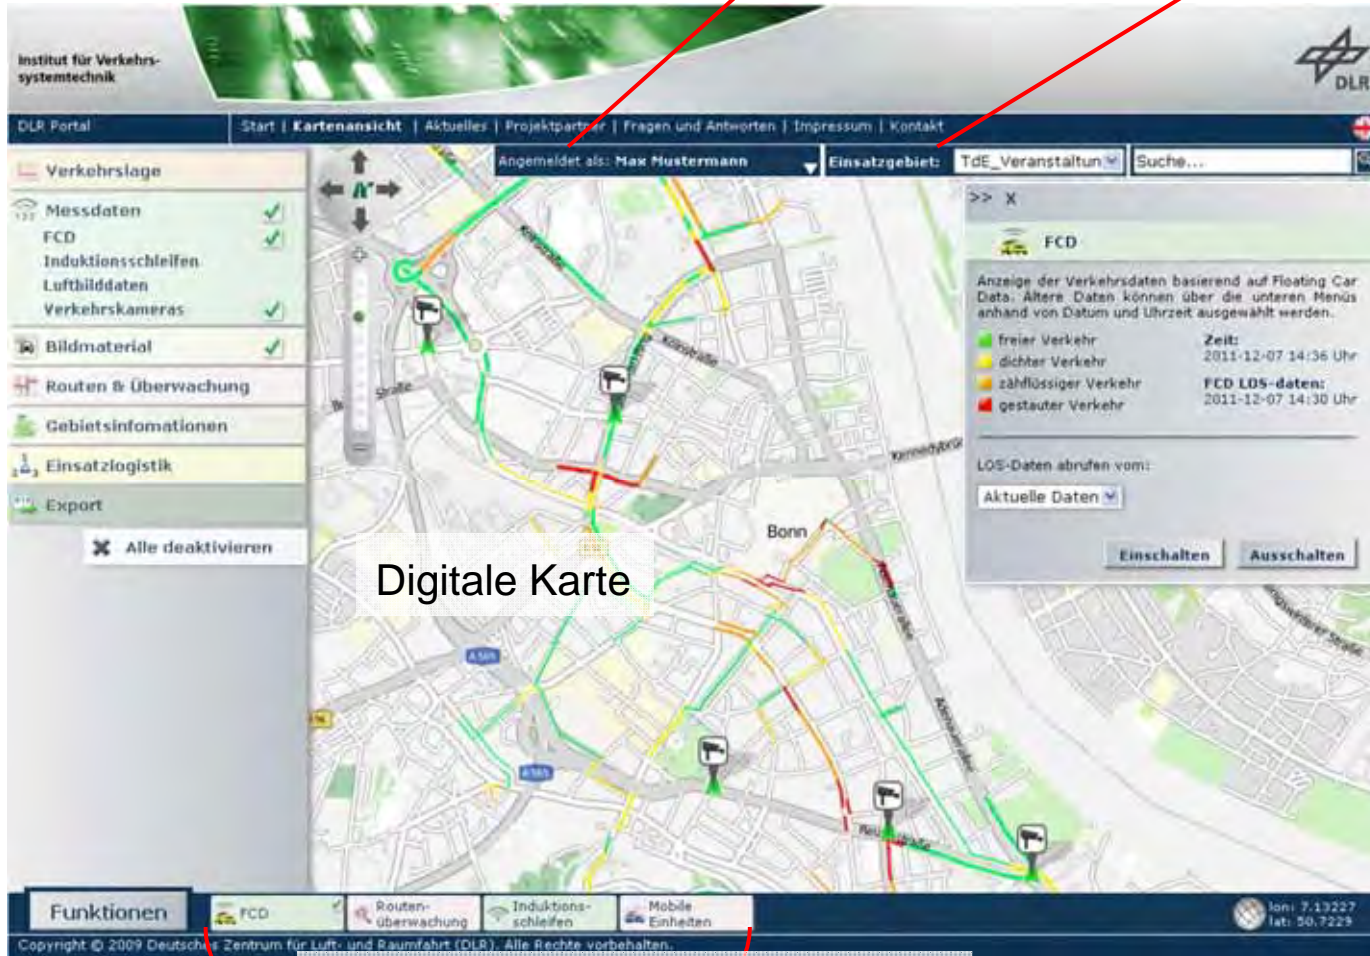 Institut für Verkehrs-
systemtechnik
DLR
DLR Portal
Start | Kartenansicht | Aktuelles | Projektpartner | Fragen und Antworten | Impressum | Kontakt
Angemeldet als: Max Mustermann
Einsatzgebiet:
TdE_Veranstaltun
Suche...
Verkehrslage
Messdaten
FCD
Induktionsschleifen
Luftbilddaten
Verkehrskameras
Bildmaterial
Routen & Überwachung
Gebietsinfomationen
Einsatzlogistik
Export
Alle deaktivieren
>> X
FCD
Anzeige der Verkehrsdaten basierend auf Floating Car
Data. Ältere Daten können über die unteren Menüs
anhand von Datum und Uhrzeit ausgewählt werden.
freier Verkehr
dichter Verkehr
zähflüssiger Verkehr
gestauter Verkehr
Zeit:
2011-12-07 14:36 Uhr
FCD LOS-daten:
2011-12-07 14:30 Uhr
LOS-Daten abrufen vom:
Aktuelle Daten
Einschalten
Ausschalten
Kölnstraße
Bonn
Digitale Karte
A 565
A 565
Adenauerallee
Funktionen
FCD
Routen-
überwachung
Induktions-
schleifen
Mobile
Einheiten
lon: 7.13227
lat: 50.7229
Copyright © 2009 Deutsches Zentrum für Luft- und Raumfahrt (DLR). Alle Rechte vorbehalten.